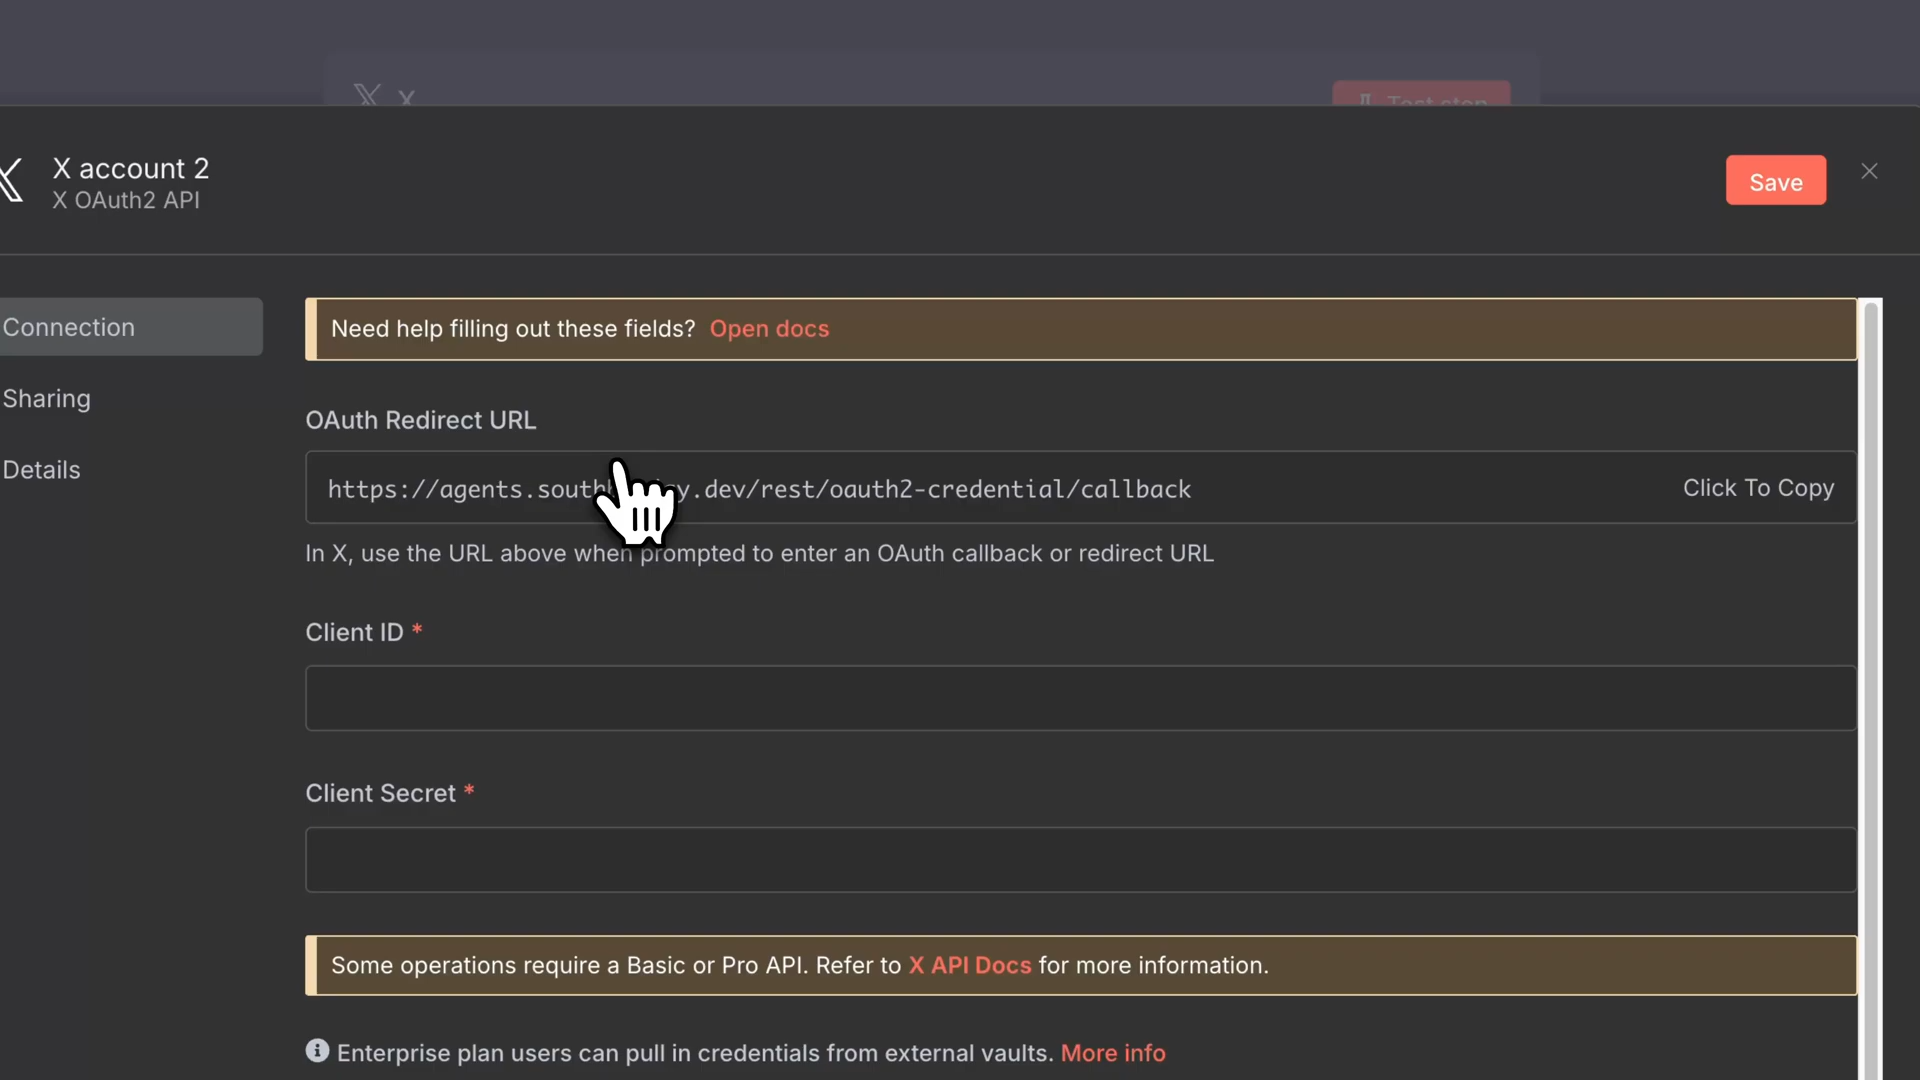 X
Test step
X account 2
X OAuth2 API
Save
Connection
Sharing
Details
Need help filling out these fields? Open docs
OAuth Redirect URL
.dev/rest/oauth2-credential/callback
Click To Copy
In X, use the URL above when prompted to enter an OAuth callback or redirect URL
Client ID *
Client Secret *
Some operations require a Basic or Pro API. Refer to X API Docs for more information.
Enterprise plan users can pull in credentials from external vaults. More info